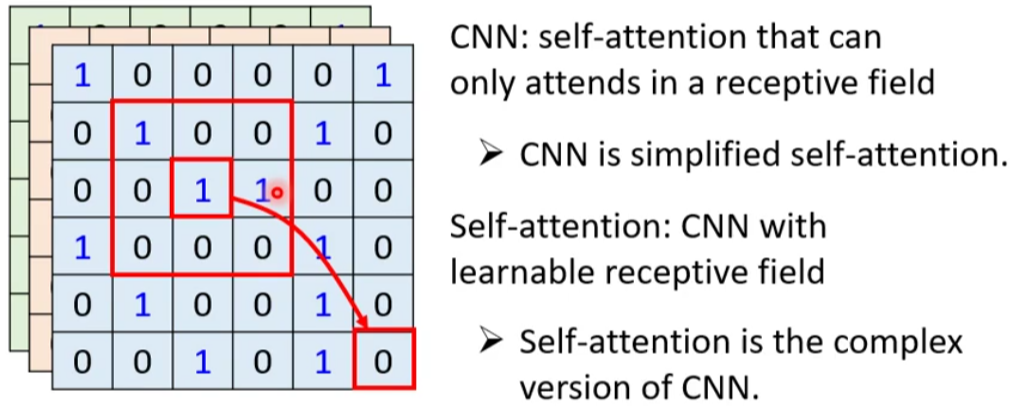 1 0 0 0 0 1
0 1 0 0 1 0
0 0 1 1 0 0
1 0 0 0 1 0
0 1 0 0 1 0
0 0 1 0 1 0
CNN: self-attention that can
only attends in a receptive field
➢ CNN is simplified self-attention.
Self-attention: CNN with
learnable receptive field
➢ Self-attention is the complex
version of CNN.